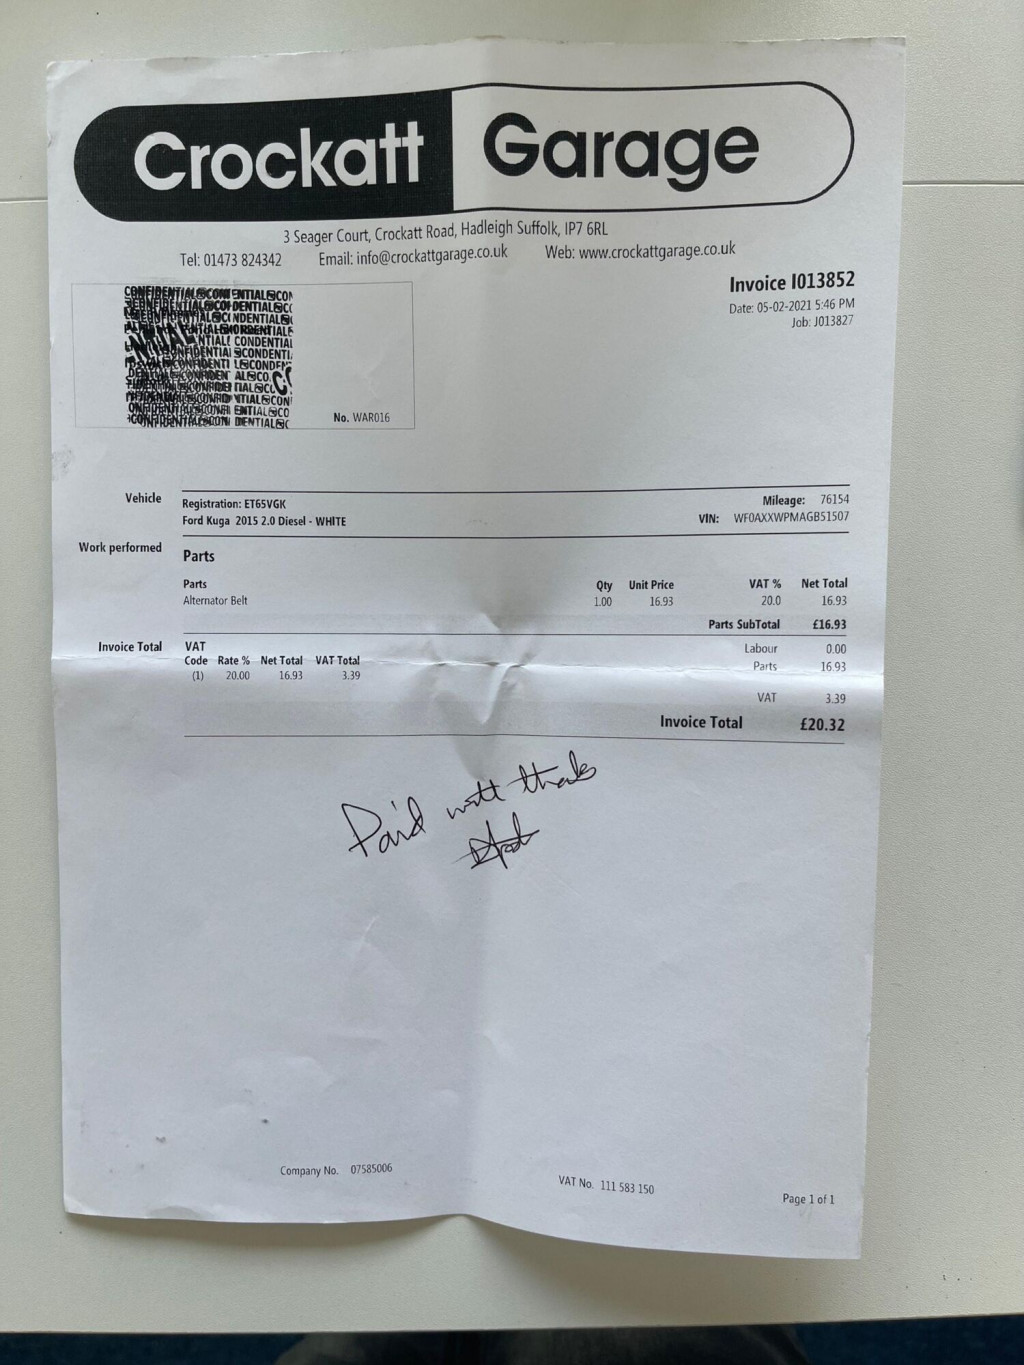 Crockatt Garage
3 Seager Court, Crockatt Road, Hadleigh Suffolk, IP7 6RL
Tel: 01473 824342 Email: info@crockattgarage.co.uk Web: www.crockattgarage.co.uk
Invoice I013852
Date: 05-02-2021 5:46 PM
Job: J013827
No. WAR016
Vehicle Registration: ET65VGK Mileage: 76154
Ford Kuga 2015 2.0 Diesel - WHITE VIN: WF0AXXWPMAGB51507
Work performed Parts
Parts Qty Unit Price VAT % Net Total
Alternator Belt 1.00 16.93 20.0 16.93
Parts SubTotal £16.93
Invoice Total VAT Labour 0.00
Code Rate % Net Total VAT Total Parts 16.93
(1) 20.00 16.93 3.39
VAT 3.39
Invoice Total £20.32
Paid with thanks
Company No. 07585006 VAT No. 111 583 150 Page 1 of 1